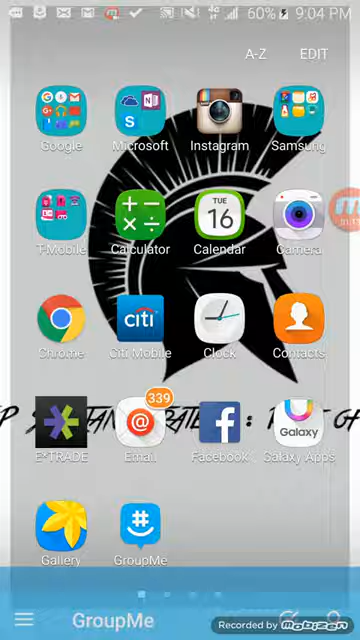 60% 9:04 PM
A-Z EDIT
Google Microsoft Instagram Samsung
TUE
16
T-Mobile Calculator Calendar Camera
citi
Chrome Citi Mobile Clock Contacts
339
Galaxy
E*TRADE Email Facebook Galaxy Apps
Gallery GroupMe
GroupMe
Recorded by mobizen